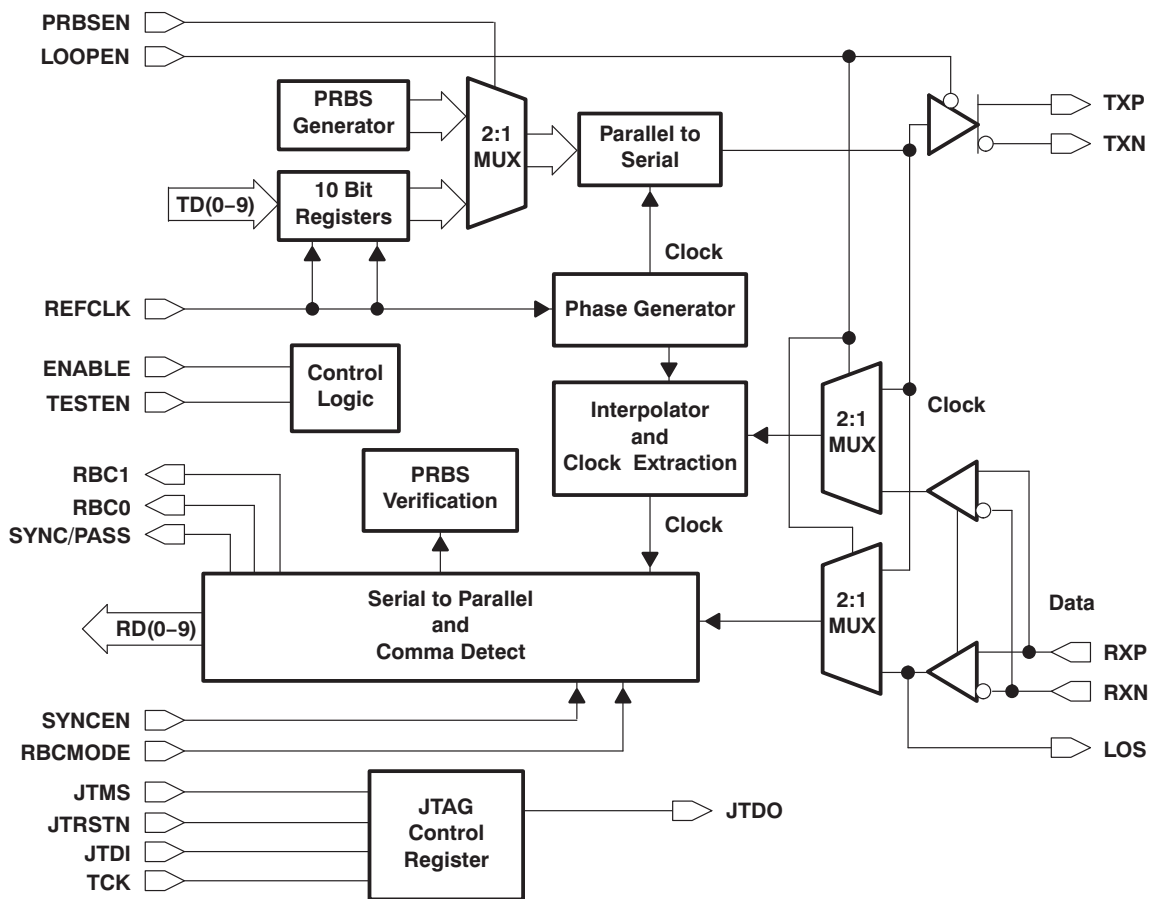 PRBSEN
LOOPEN
PRBS
Generator
2:1
MUX
Parallel to
Serial
TXP
TXN
TD(0–9)
10 Bit
Registers
Clock
REFCLK
Phase Generator
ENABLE
TESTEN
Control
Logic
Interpolator
and
Clock Extraction
2:1
MUX
Clock
RBC1
RBC0
SYNC/PASS
PRBS
Verification
Clock
RD(0–9)
Serial to Parallel
and
Comma Detect
2:1
MUX
Data
RXP
RXN
LOS
SYNCEN
RBCMODE
JTMS
JTRSTN
JTDI
TCK
JTAG
Control
Register
JTDO